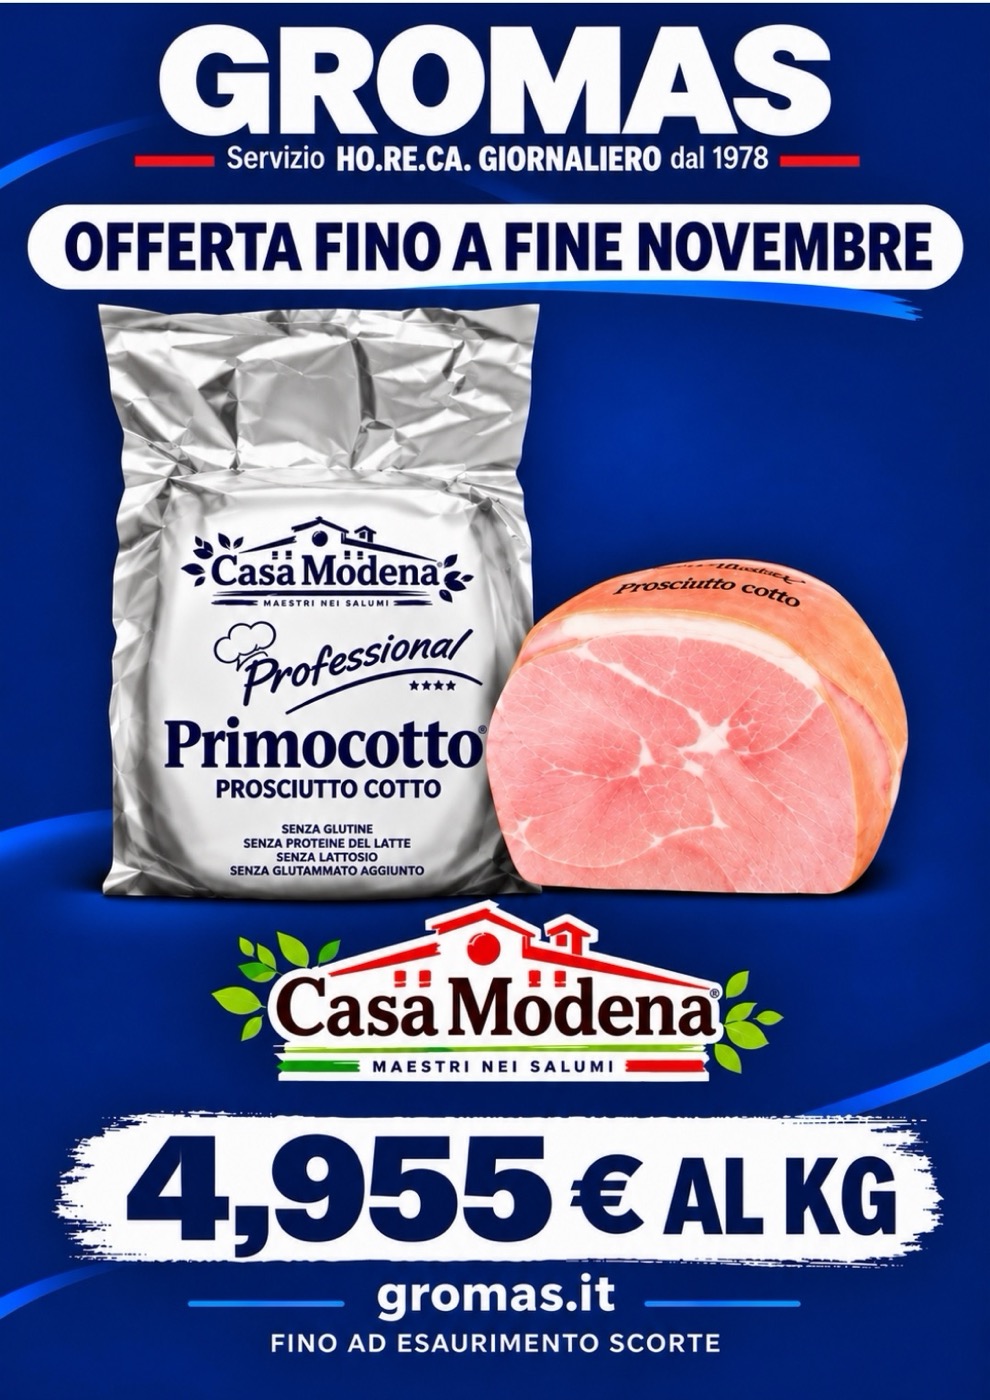 GROMAS
Servizio HO.RE.CA. GIORNALIERO dal 1978
OFFERTA FINO A FINE NOVEMBRE
Casa Modena®
MAESTRI NEI SALUMI
Professional
Primocotto®
PROSCIUTTO COTTO
SENZA GLUTINE
SENZA PROTEINE DEL LATTE
SENZA LATTOSIO
SENZA GLUTAMMATO AGGIUNTO
Prosciutto cotto
Casa Modena®
MAESTRI NEI SALUMI
4,955 € AL KG
gromas.it
FINO AD ESAURIMENTO SCORTE